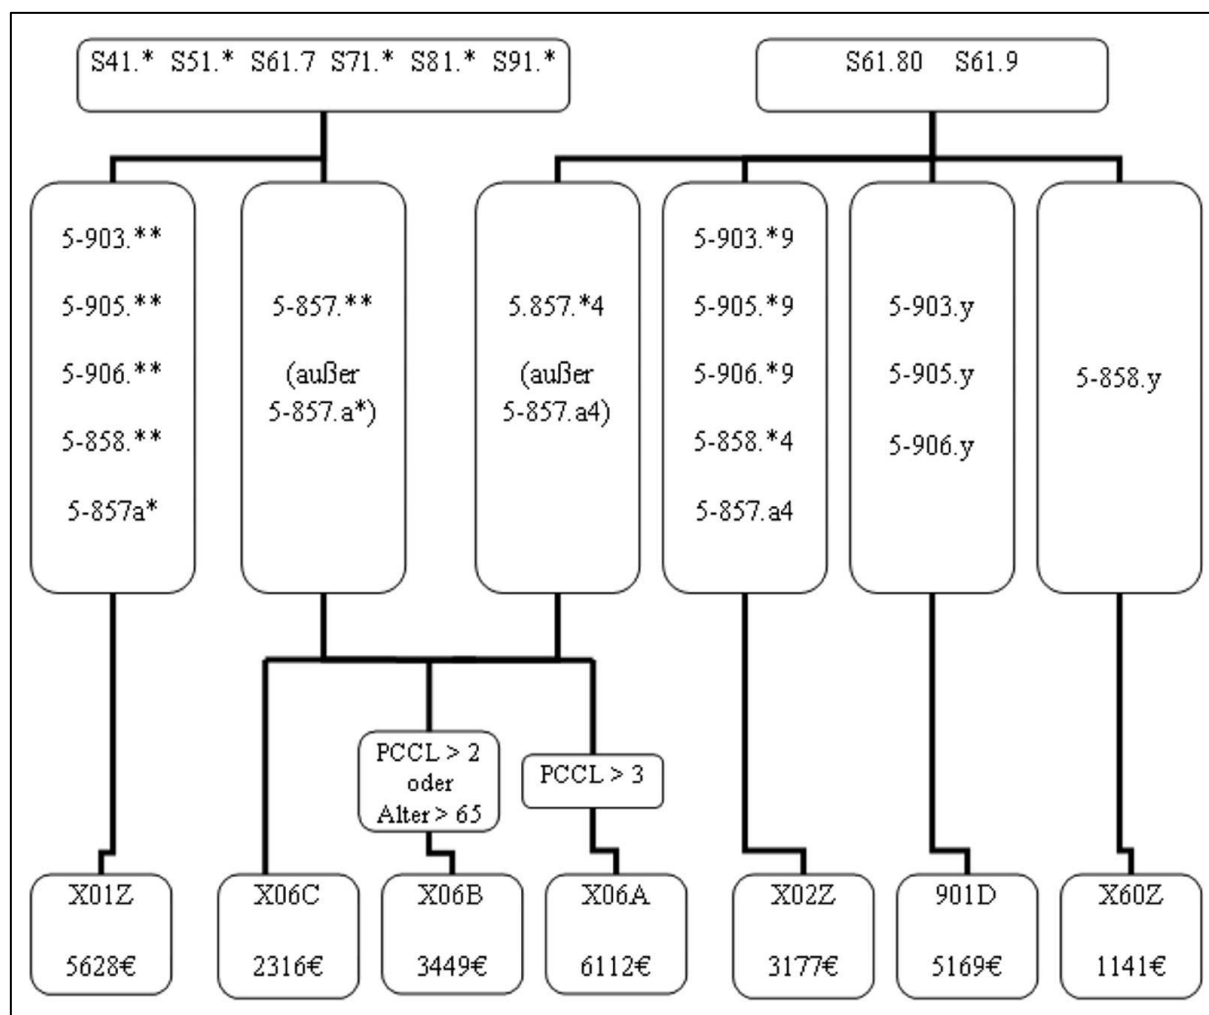 S41.* S51.* S61.7 S71.* S81.* S91.*
S61.80 S61.9
5-903.**
5-905.**
5-906.**
5-858.**
5-857a*
5-857.**
(außer
5-857.a*)
5.857.*4
(außer
5-857.a4)
5-903.*9
5-905.*9
5-906.*9
5-858.*4
5-857.a4
5-903.y
5-905.y
5-906.y
5-858.y
PCCL > 2
oder
Alter > 65
PCCL > 3
X01Z
5628€
X06C
2316€
X06B
3449€
X06A
6112€
X02Z
3177€
901D
5169€
X60Z
1141€